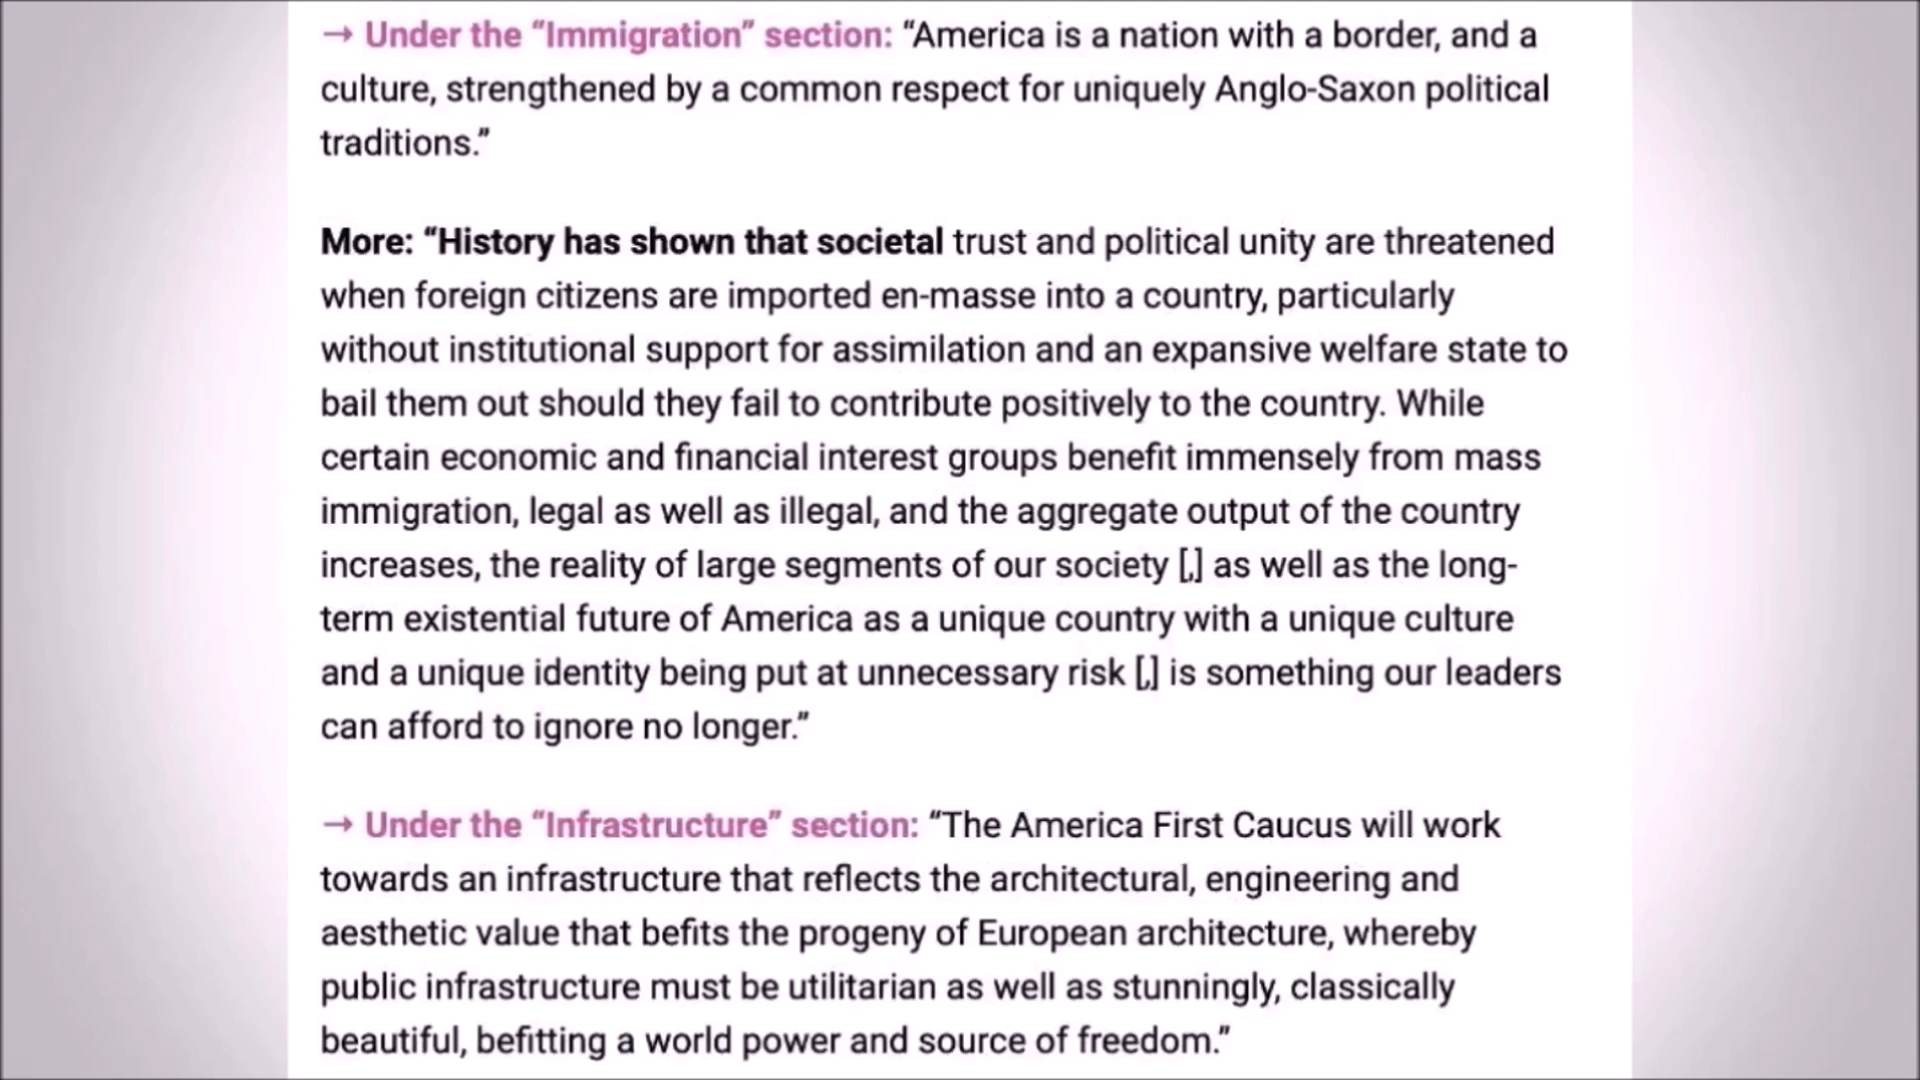 → Under the “Immigration” section: “America is a nation with a border, and a
culture, strengthened by a common respect for uniquely Anglo-Saxon political
traditions.”
More: “History has shown that societal trust and political unity are threatened
when foreign citizens are imported en-masse into a country, particularly
without institutional support for assimilation and an expansive welfare state to
bail them out should they fail to contribute positively to the country. While
certain economic and financial interest groups benefit immensely from mass
immigration, legal as well as illegal, and the aggregate output of the country
increases, the reality of large segments of our society [,] as well as the long-
term existential future of America as a unique country with a unique culture
and a unique identity being put at unnecessary risk [,] is something our leaders
can afford to ignore no longer.”
→ Under the “Infrastructure” section: “The America First Caucus will work
towards an infrastructure that reflects the architectural, engineering and
aesthetic value that befits the progeny of European architecture, whereby
public infrastructure must be utilitarian as well as stunningly, classically
beautiful, befitting a world power and source of freedom.”